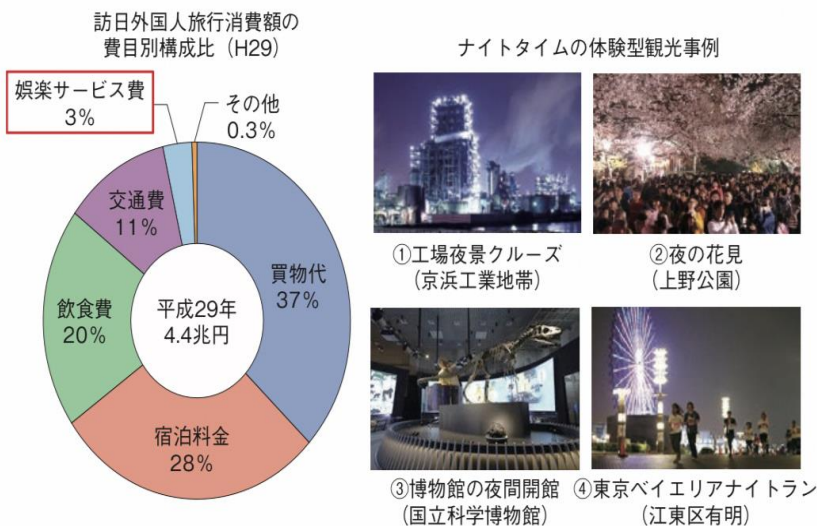 訪日外国人旅行消費額の
費目別構成比（H29）
娯楽サービス費
3%
その他
0.3%
交通費
11%
買物代
37%
飲食費
20%
平成29年
4.4兆円
宿泊料金
28%
ナイトタイムの体験型観光事例
①工場夜景クルーズ
(京浜工業地帯)
②夜の花見
(上野公園)
③博物館の夜間開館
(国立科学博物館)
④東京ベイエリアナイトラン
(江東区有明)